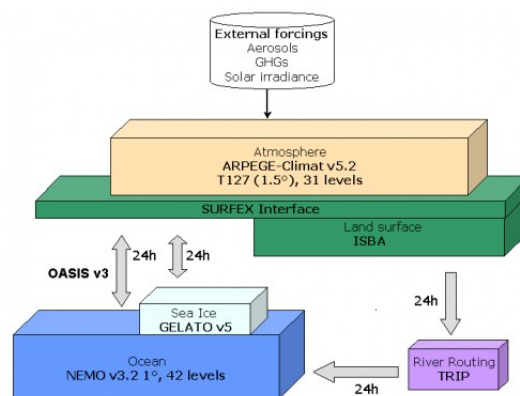 External forcings
Aerosols
GHGs
Solar irradiance
Atmosphere
ARPEGE-Climat v5.2
T127 (1.5°), 31 levels
SURFEX Interface
Land surface
ISBA
24h
24h
OASIS v3
24h
Sea Ice
GELATO v5
Ocean
NEMO v3.2 1°, 42 levels
River Routing
TRIP
24h